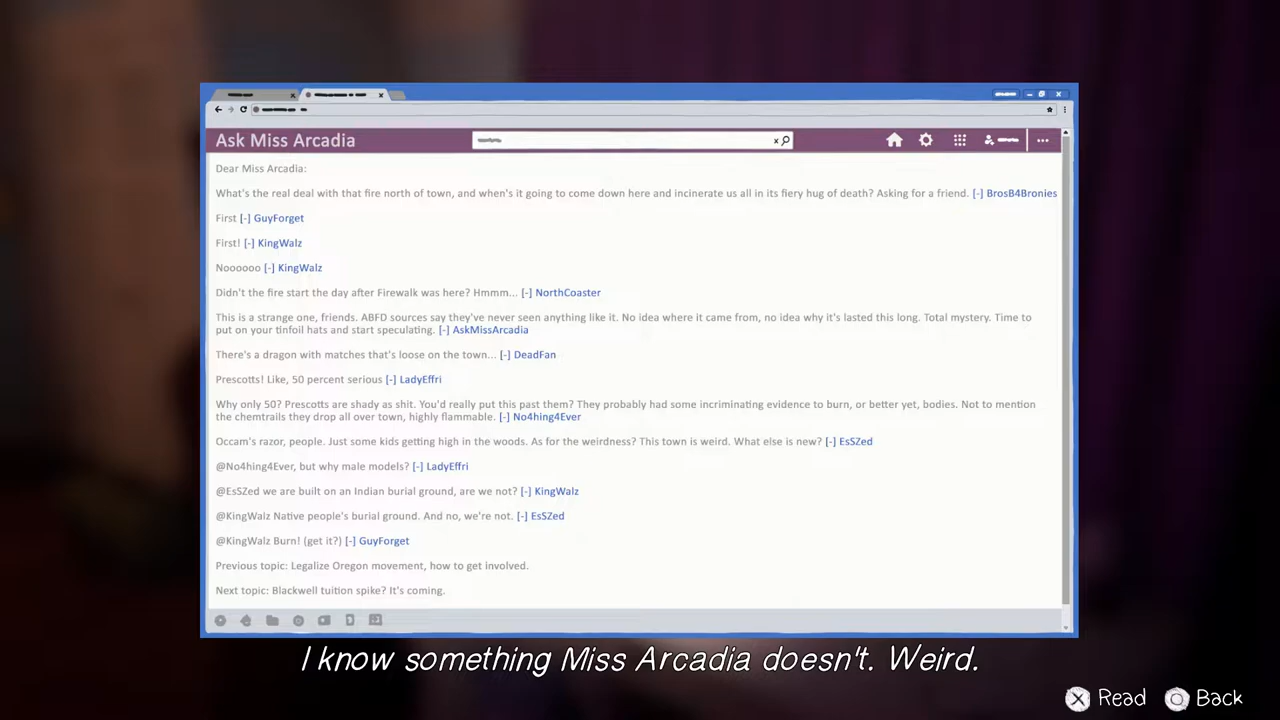 Ask Miss Arcadia
Dear Miss Arcadia:
What's the real deal with that fire north of town, and when's it going to come down here and incinerate us all in its fiery hug of death? Asking for a friend. [-] BrosB4Bronies
First [-] GuyForget
First! [-] KingWalz
Noooooo [-] KingWalz
Didn't the fire start the day after Firewalk was here? Hmmm... [-] NorthCoaster
This is a strange one, friends. ABFD sources say they've never seen anything like it. No idea where it came from, no idea why it's lasted this long. Total mystery. Time to
put on your tinfoil hats and start speculating. [-] AskMissArcadia
There's a dragon with matches that's loose on the town... [-] DeadFan
Prescotts! Like, 50 percent serious [-] LadyEffri
Why only 50? Prescotts are shady as shit. You'd really put this past them? They probably had some incriminating evidence to burn, or better yet, bodies. Not to mention
the chemtrails they drop all over town, highly flammable. [-] No4hing4Ever
Occam's razor, people. Just some kids getting high in the woods. As for the weirdness? This town is weird. What else is new? [-] EsSZed
@No4hing4Ever, but why male models? [-] LadyEffri
@EsSZed we are built on an Indian burial ground, are we not? [-] KingWalz
@KingWalz Native people's burial ground. And no, we're not. [-] EsSZed
@KingWalz Burn! (get it?) [-] GuyForget
Previous topic: Legalize Oregon movement, how to get involved.
Next topic: Blackwell tuition spike? It's coming.
I know something Miss Arcadia doesn't. Weird.
Read Back